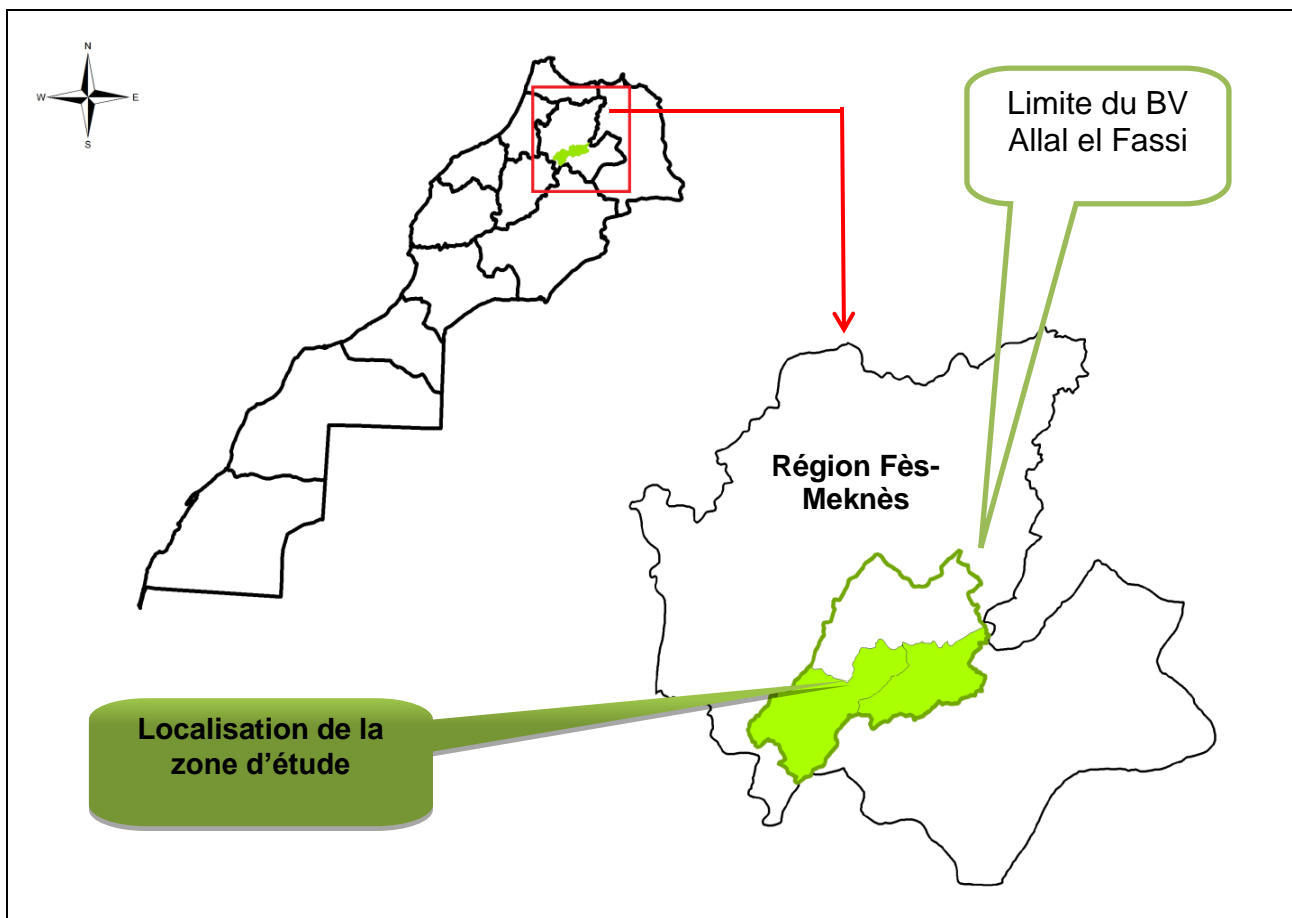 N
W
E
S
Limite du BV
Allal el Fassi
Région Fès-
Meknès
Localisation de la
zone d’étude